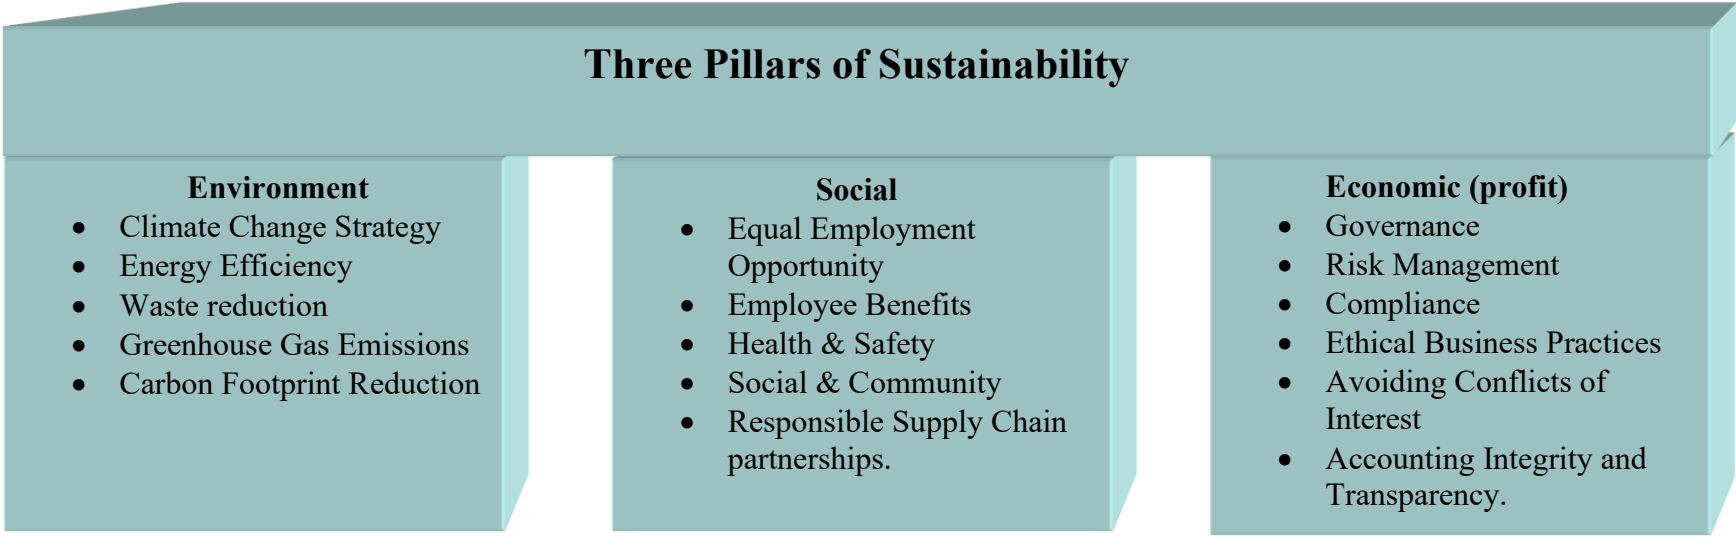 Three Pillars of Sustainability
Environment
• Climate Change Strategy
• Energy Efficiency
• Waste reduction
• Greenhouse Gas Emissions
• Carbon Footprint Reduction
Social
• Equal Employment
Opportunity
• Employee Benefits
• Health & Safety
• Social & Community
• Responsible Supply Chain
partnerships.
Economic (profit)
• Governance
• Risk Management
• Compliance
• Ethical Business Practices
• Avoiding Conflicts of
Interest
• Accounting Integrity and
Transparency.